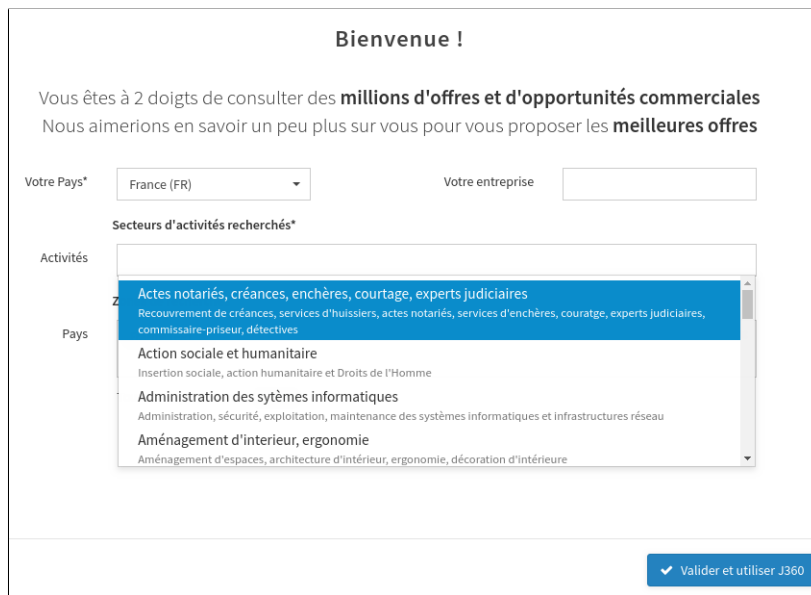 Bienvenue !
Vous êtes à 2 doigts de consulter des millions d'offres et d'opportunités commerciales
Nous aimerions en savoir un peu plus sur vous pour vous proposer les meilleures offres
Votre Pays* France (FR) Votre entreprise
Secteurs d'activités recherchés*
Activités
Actes notariés, créances, enchères, courtage, experts judiciaires
Recouvrement de créances, services d'huissiers, actes notariés, services d'enchères, couratge, experts judiciaires,
commissaire-priseur, détectives
Pays
Action sociale et humanitaire
Insertion sociale, action humanitaire et Droits de l'Homme
Administration des sytèmes informatiques
Administration, sécurité, exploitation, maintenance des systèmes informatiques et infrastructures réseau
Aménagement d'interieur, ergonomie
Aménagement d'espaces, architecture d'intérieur, ergonomie, décoration d'intérieure
Valider et utiliser J360